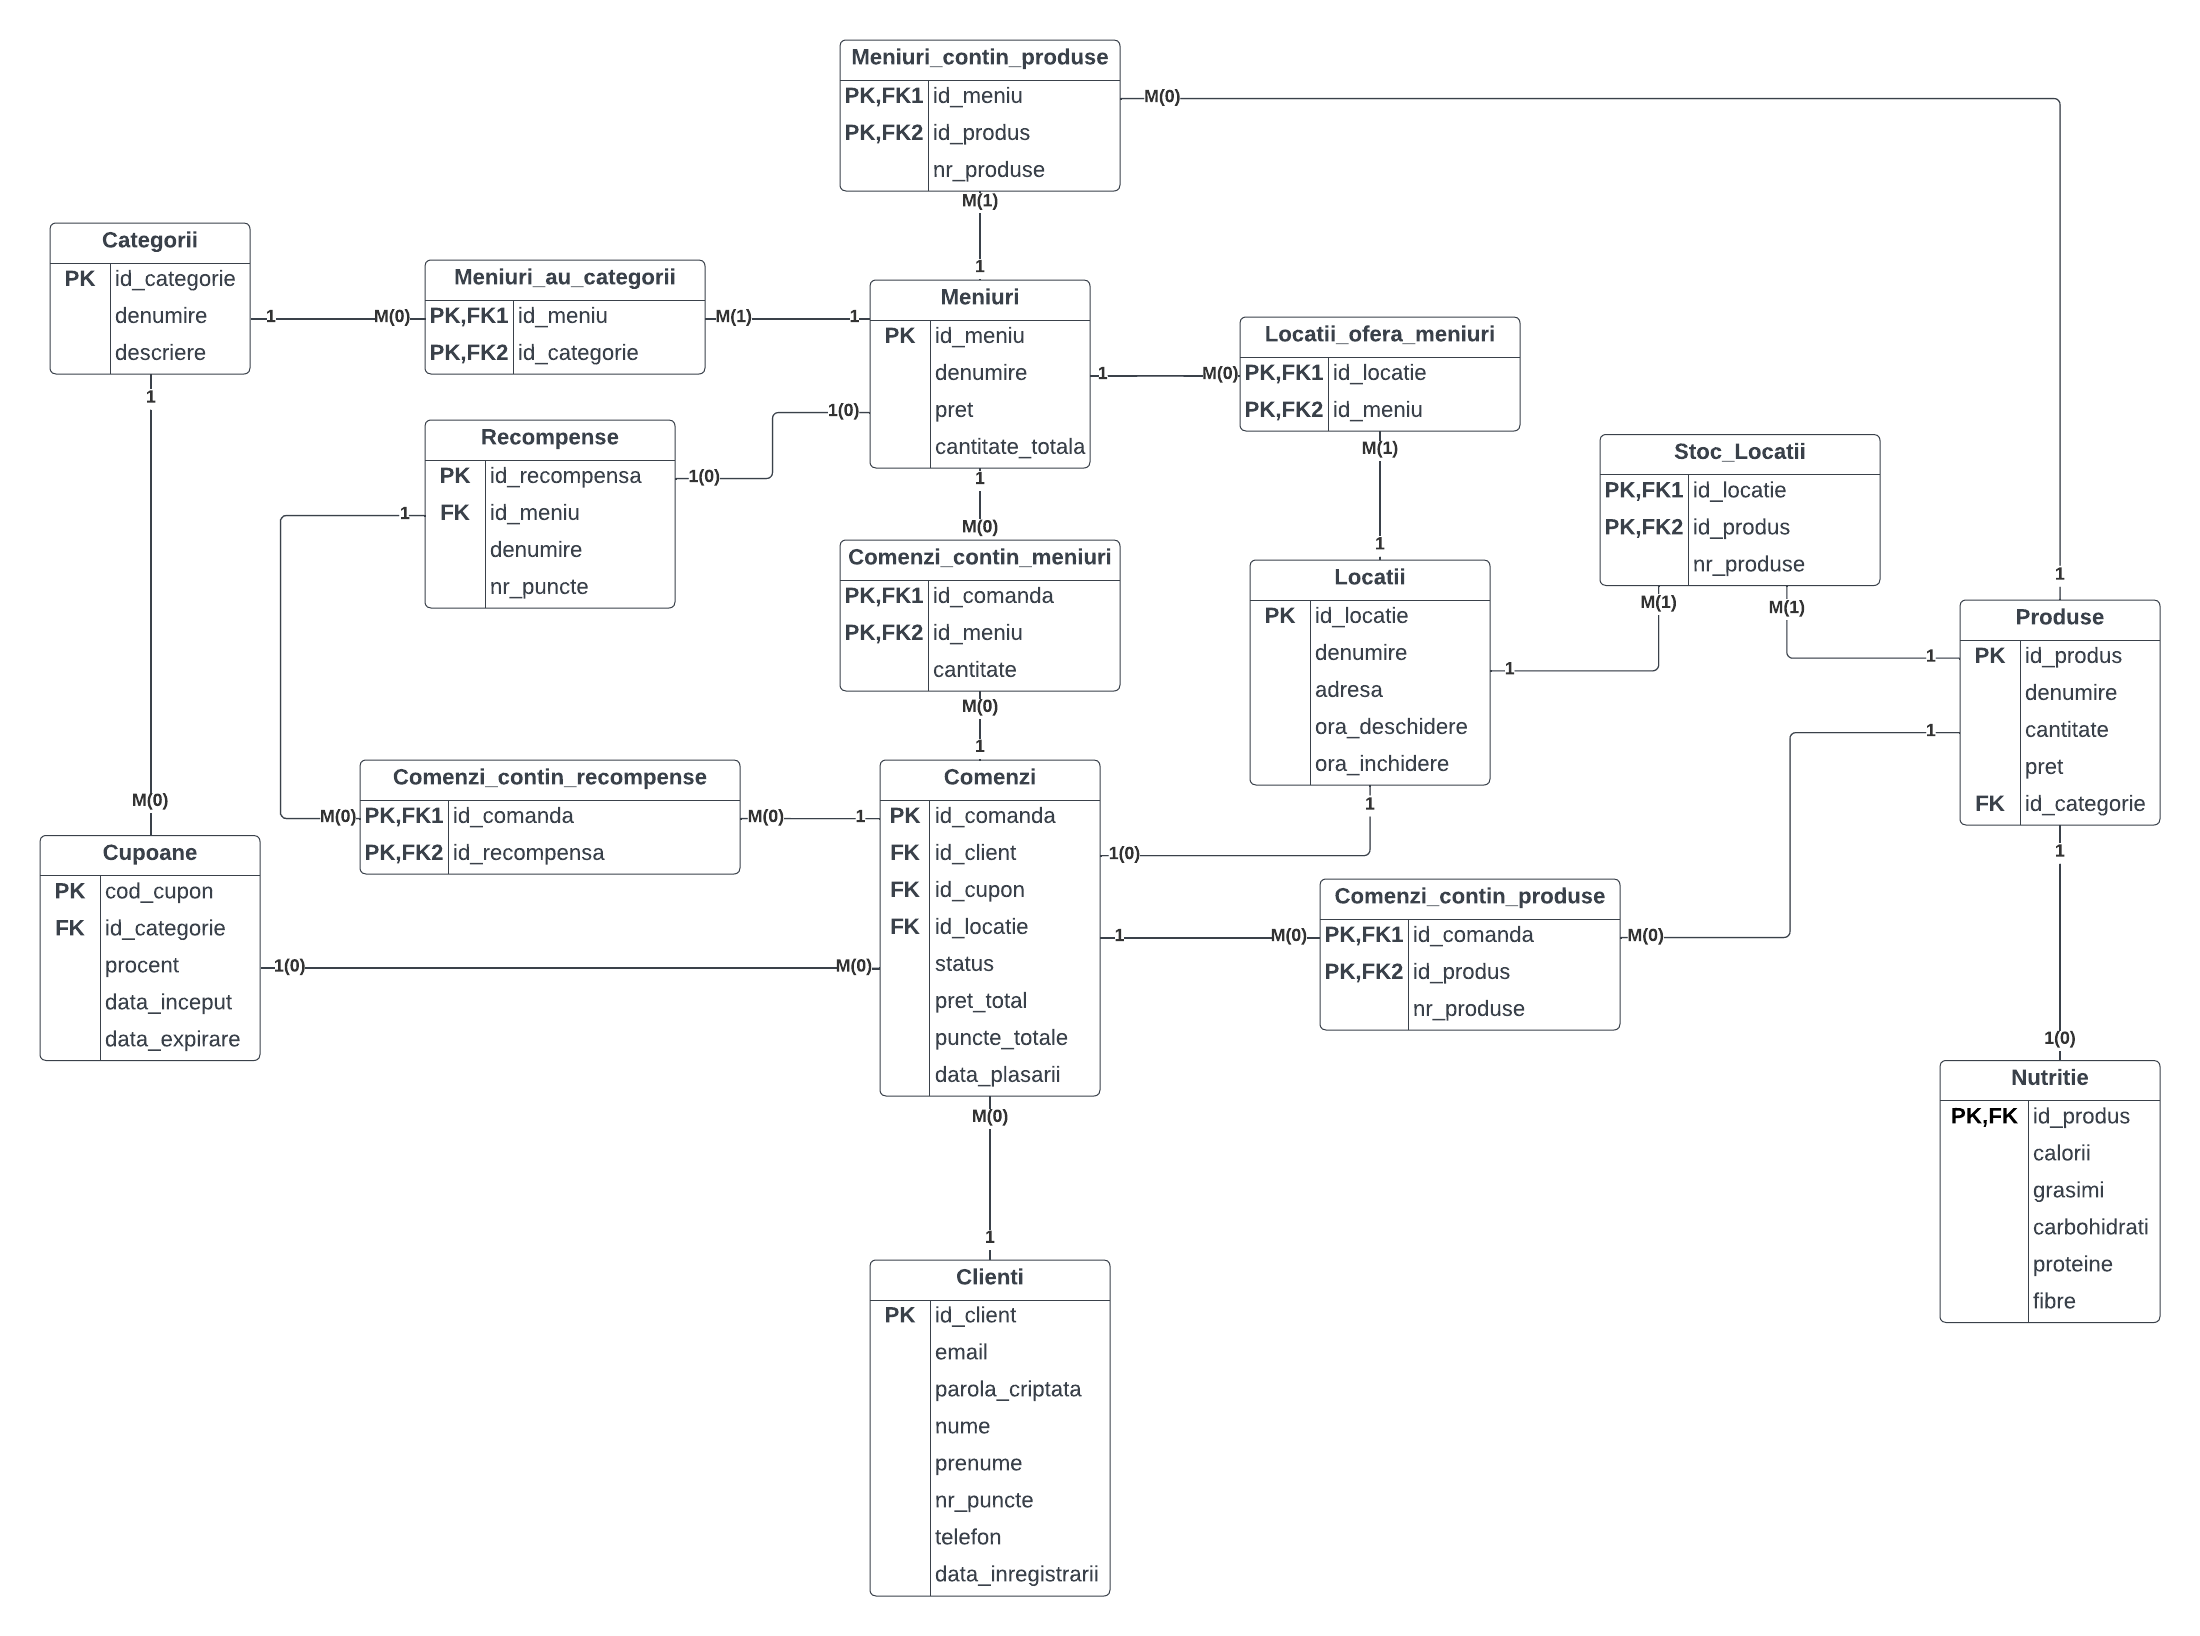 Meniuri_contin_produse
PK,FK1 id_meniu
PK,FK2 id_produs
nr_produse
M(0)
M(1)
1
1
Categorii
PK id_categorie
denumire
descriere
1
M(0)
1
M(0)
Meniuri_au_categorii
PK,FK1 id_meniu
PK,FK2 id_categorie
M(1)
1
Meniuri
PK id_meniu
denumire
pret
cantitate_totala
1
M(0)
1(0)
1(0)
1
M(0)
Locatii_ofera_meniuri
PK,FK1 id_locatie
PK,FK2 id_meniu
M(1)
1
Recompense
PK id_recompensa
FK id_meniu
denumire
nr_puncte
1
M(0)
Stoc_Locatii
PK,FK1 id_locatie
PK,FK2 id_produs
nr_produse
M(1)
M(1)
1
1
Comenzi_contin_meniuri
PK,FK1 id_comanda
PK,FK2 id_meniu
cantitate
M(0)
1
Locatii
PK id_locatie
denumire
adresa
ora_deschidere
ora_inchidere
1
1(0)
Produse
PK id_produs
denumire
cantitate
pret
FK id_categorie
1
1
1(0)
Comenzi_contin_recompense
PK,FK1 id_comanda
PK,FK2 id_recompensa
M(0)
1
Comenzi
PK id_comanda
FK id_client
FK id_cupon
FK id_locatie
status
pret_total
puncte_totale
data_plasarii
Cupoane
PK cod_cupon
FK id_categorie
procent
data_inceput
data_expirare
1(0)
M(0)
Comenzi_contin_produse
PK,FK1 id_comanda
PK,FK2 id_produs
nr_produse
1
M(0)
M(0)
Nutritie
PK,FK id_produs
calorii
grasimi
carbohidrati
proteine
fibre
M(0)
1
Clienti
PK id_client
email
parola_criptata
nume
prenume
nr_puncte
telefon
data_inregistrarii